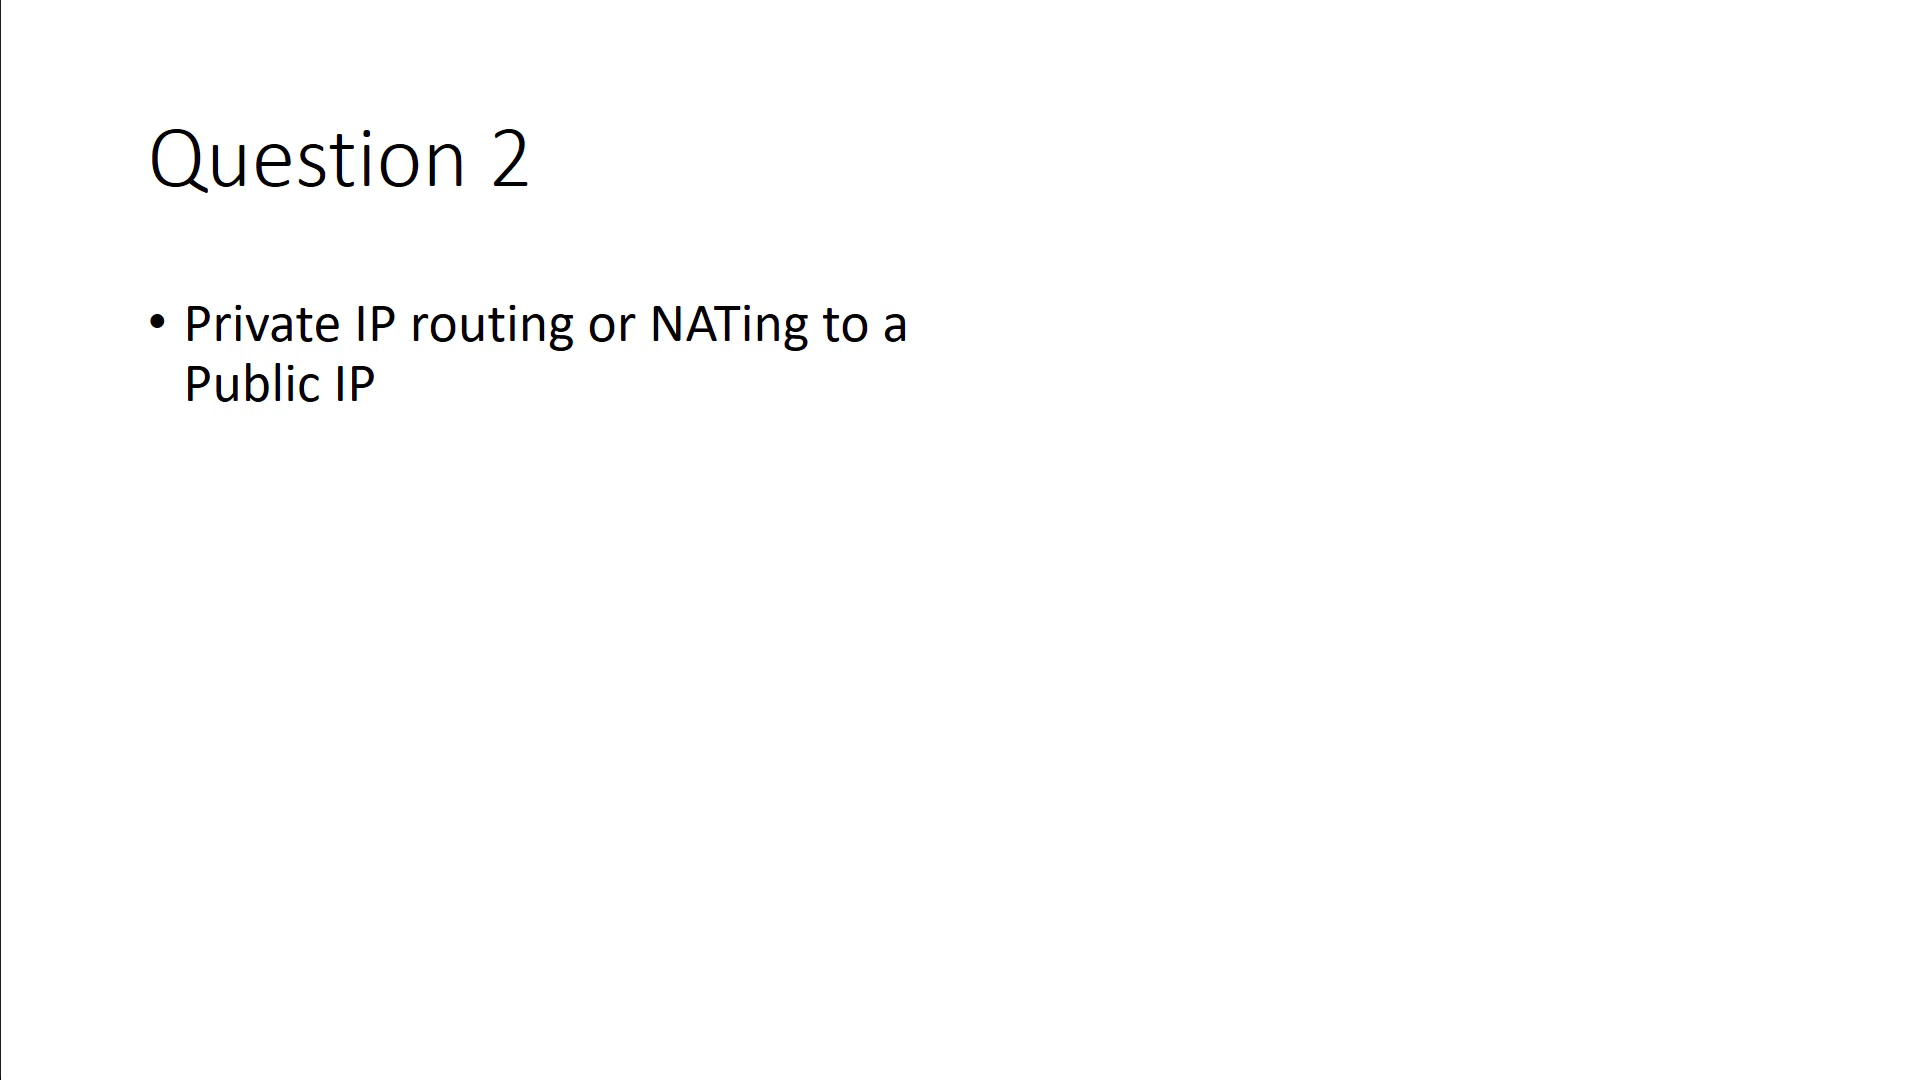 Question 2
• Private IP routing or NATing to a
Public IP